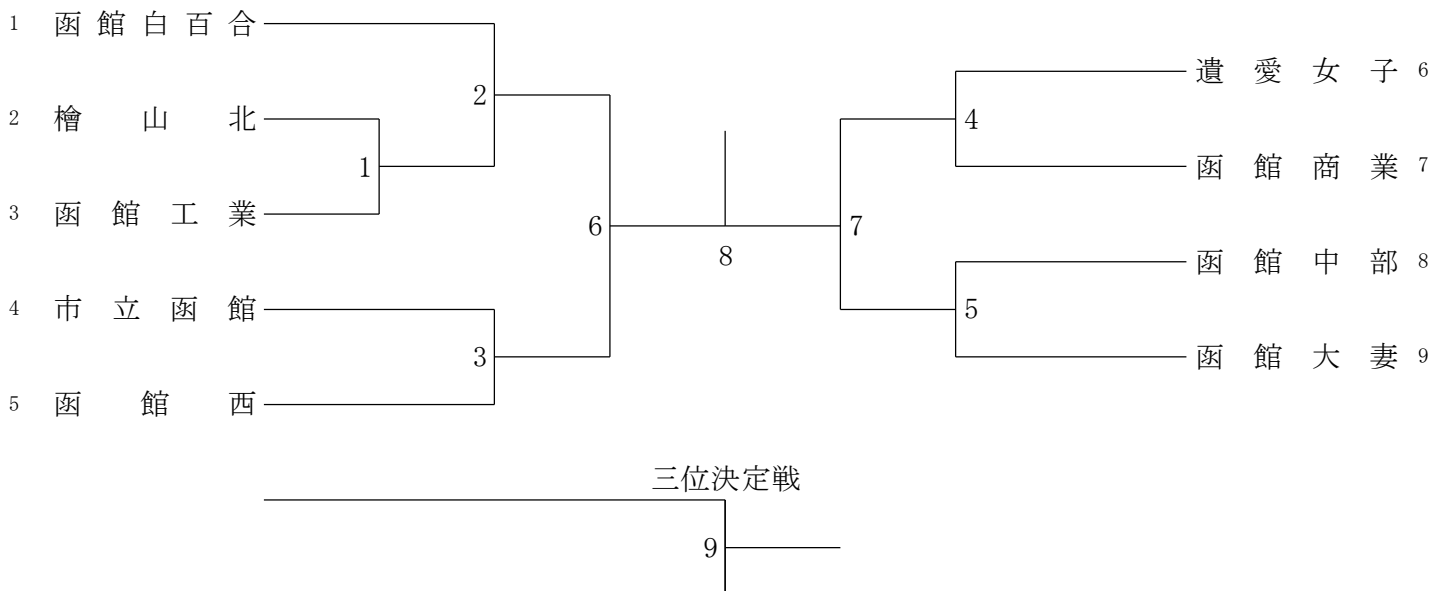 1 函館白百合
2 檜山北
3 函館工業
4 市立函館
5 函館西
2
1
6
3
8
7
4
5
遺愛女子 6
函館商業 7
函館中部 8
函館大妻 9
三位決定戦
9